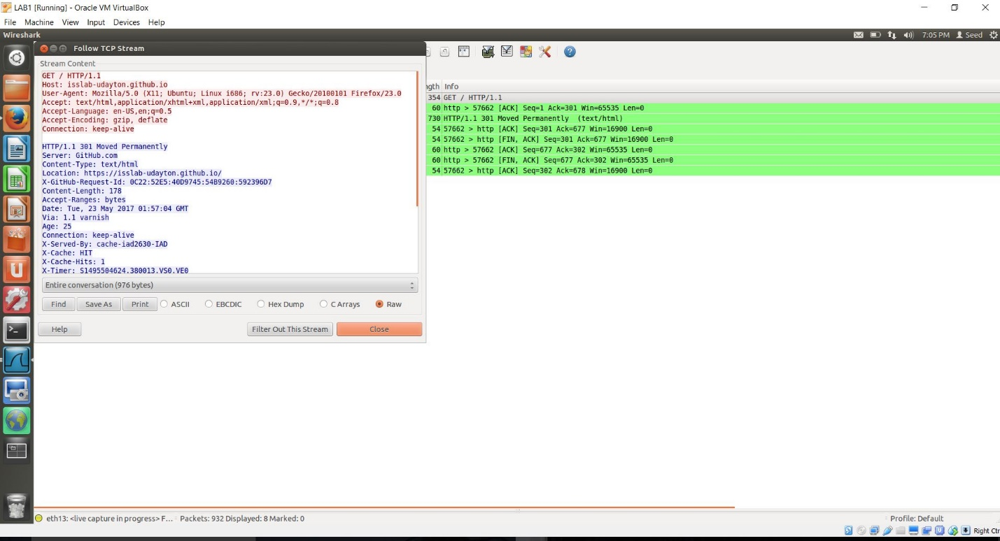 LAB1 [Running] - Oracle VM VirtualBox
File Machine View Input Devices Help
Wireshark
7:05 PM Seed
Follow TCP Stream
Stream Content
GET / HTTP/1.1
Host: isslab-udayton.github.io
User-Agent: Mozilla/5.0 (X11; Ubuntu; Linux i686; rv:23.0) Gecko/20100101 Firefox/23.0
Accept: text/html,application/xhtml+xml,application/xml;q=0.9,*/*;q=0.8
Accept-Language: en-US,en;q=0.5
Accept-Encoding: gzip, deflate
Connection: keep-alive
HTTP/1.1 301 Moved Permanently
Server: GitHub.com
Content-Type: text/html
Location: https://isslab-udayton.github.io/
X-GitHub-Request-Id: 0C22:52E5:40D9745:54B9260:592396D7
Content-Length: 178
Accept-Ranges: bytes
Date: Tue, 23 May 2017 01:57:04 GMT
Via: 1.1 varnish
Age: 25
Connection: keep-alive
X-Served-By: cache-iad2630-IAD
X-Cache: HIT
X-Cache-Hits: 1
X-Timer: S1495504624.380013,VS0,VE0
Entire conversation (976 bytes)
Find Save As Print ASCII EBCDIC Hex Dump C Arrays Raw
Help Filter Out This Stream Close
ngth Info
354 GET / HTTP/1.1
60 http > 57662 [ACK] Seq=1 Ack=301 Win=65535 Len=0
730 HTTP/1.1 301 Moved Permanently (text/html)
54 57662 > http [ACK] Seq=301 Ack=677 Win=16900 Len=0
54 57662 > http [FIN, ACK] Seq=301 Ack=677 Win=16900 Len=0
60 http > 57662 [ACK] Seq=677 Ack=302 Win=65535 Len=0
60 http > 57662 [FIN, ACK] Seq=677 Ack=302 Win=65535 Len=0
54 57662 > http [ACK] Seq=302 Ack=678 Win=16900 Len=0
eth13: <live capture in progress> F... Packets: 932 Displayed: 8 Marked: 0 Profile: Default
Right Ctr